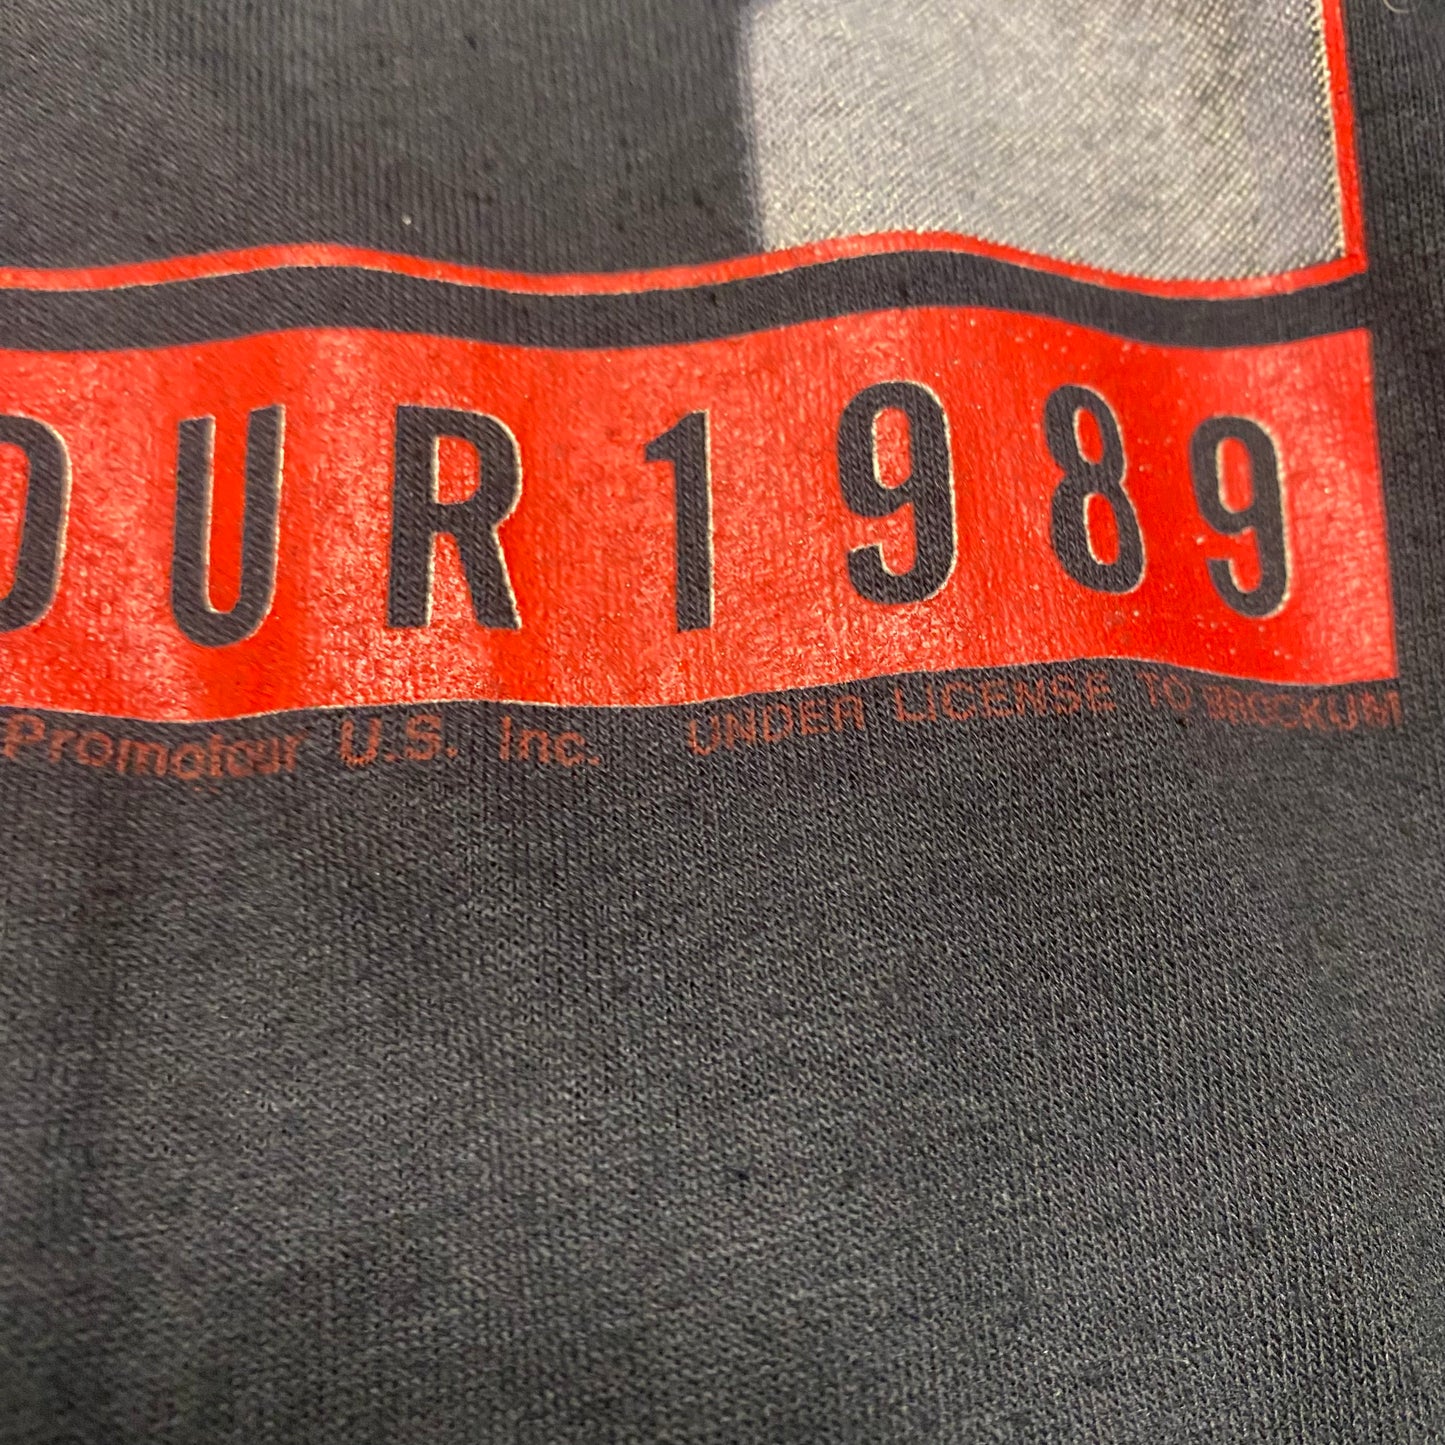 OUR 1989
Promotour U.S. Inc. UNDER LICENSE TO BROCKUM